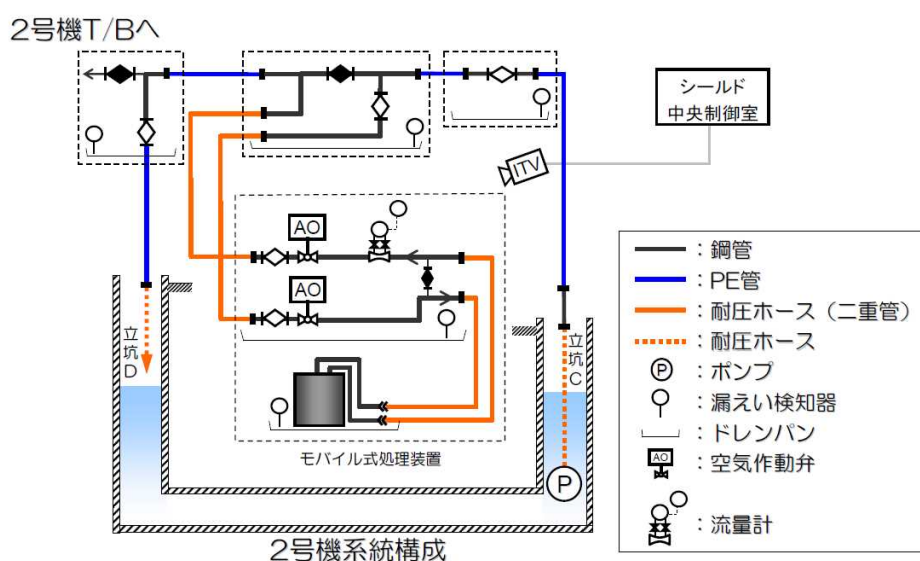 2号機T/Bへ
シールド
中央制御室
ITV
AO
AO
立坑D
立坑C
P
モバイル式処理装置
2号機系統構成
：鋼管
：PE管
：耐圧ホース（二重管）
：耐圧ホース
P：ポンプ
：漏えい検知器
：ドレンパン
AO：空気作動弁
：流量計